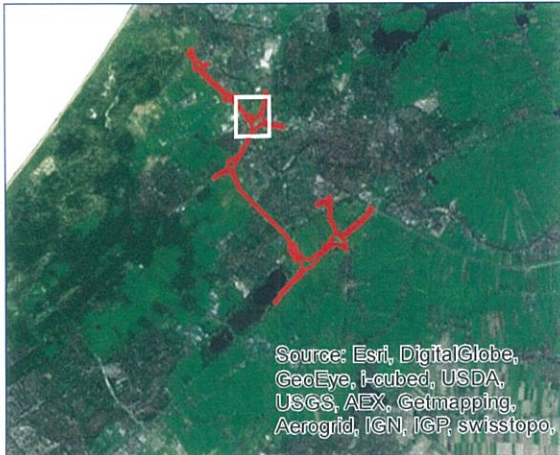 Source: Esri, DigitalGlobe,
GeoEye, i-cubed, USDA,
USGS, AEX, Getmapping,
Aerogrid, IGN, IGP, swisstopo,